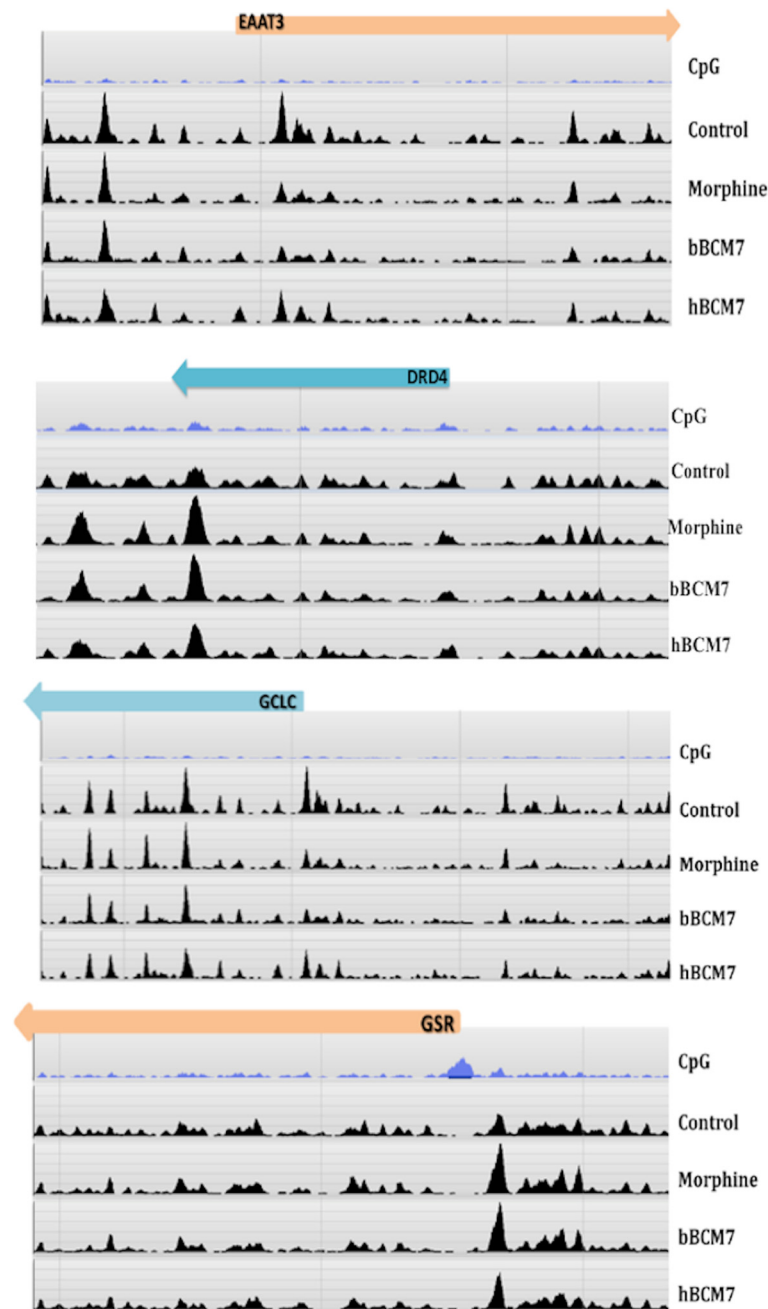 EAAT3
CpG
Control
Morphine
bBCM7
hBCM7
DRD4
CpG
Control
Morphine
bBCM7
hBCM7
GCLC
CpG
Control
Morphine
bBCM7
hBCM7
GSR
CpG
Control
Morphine
bBCM7
hBCM7